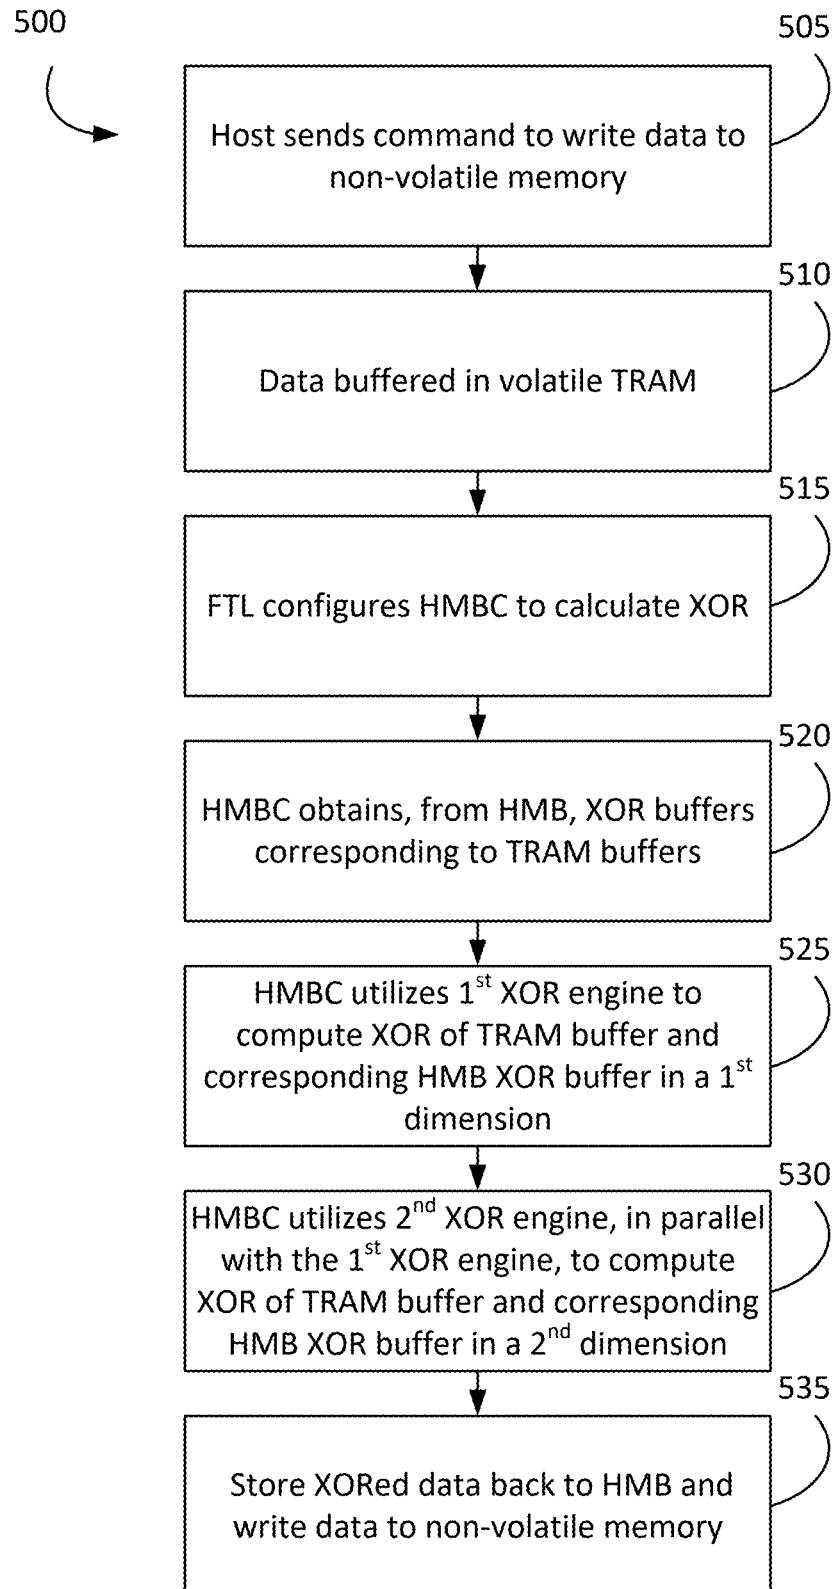 500
505
Host sends command to write data to
non-volatile memory
510
Data buffered in volatile TRAM
515
FTL configures HMBC to calculate XOR
520
HMBC obtains, from HMB, XOR buffers
corresponding to TRAM buffers
525
HMBC utilizes 1st XOR engine to
compute XOR of TRAM buffer and
corresponding HMB XOR buffer in a 1st
dimension
530
HMBC utilizes 2nd XOR engine, in parallel
with the 1st XOR engine, to compute
XOR of TRAM buffer and corresponding
HMB XOR buffer in a 2nd dimension
535
Store XORed data back to HMB and
write data to non-volatile memory